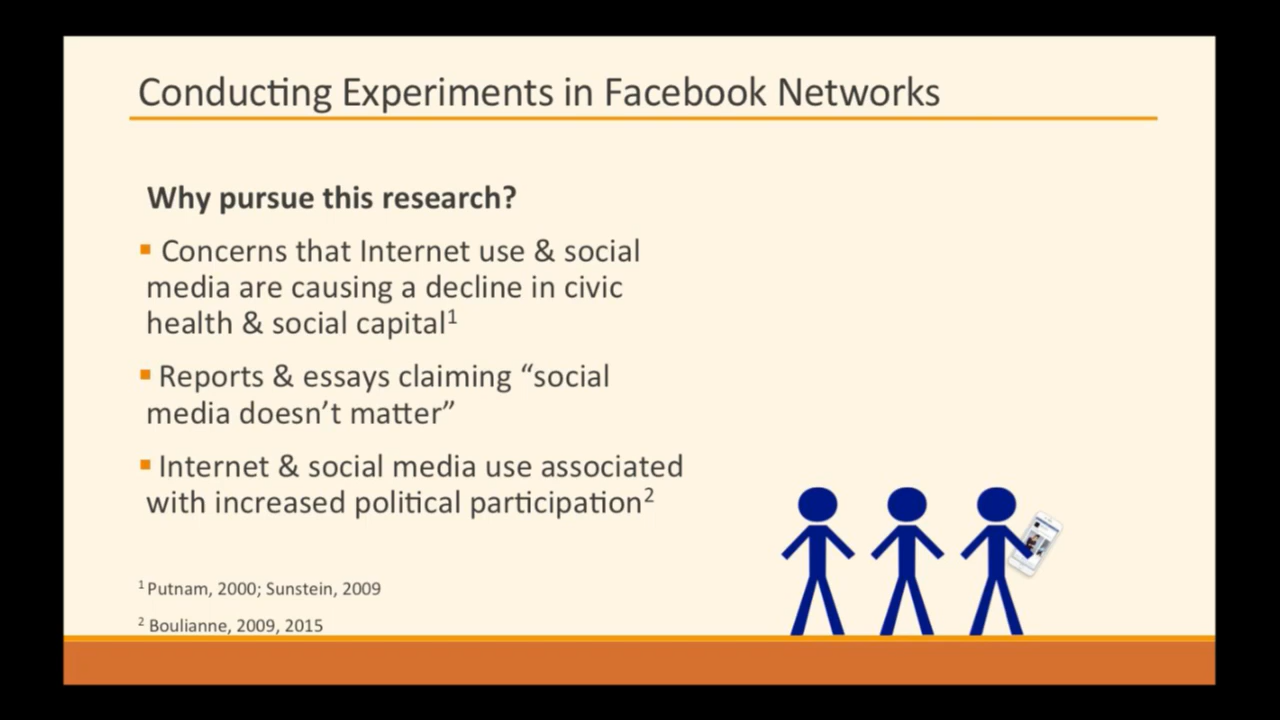 Conducting Experiments in Facebook Networks
Why pursue this research?
▪ Concerns that Internet use & social
media are causing a decline in civic
health & social capital¹
▪ Reports & essays claiming “social
media doesn’t matter”
▪ Internet & social media use associated
with increased political participation²
¹ Putnam, 2000; Sunstein, 2009
² Boulianne, 2009, 2015